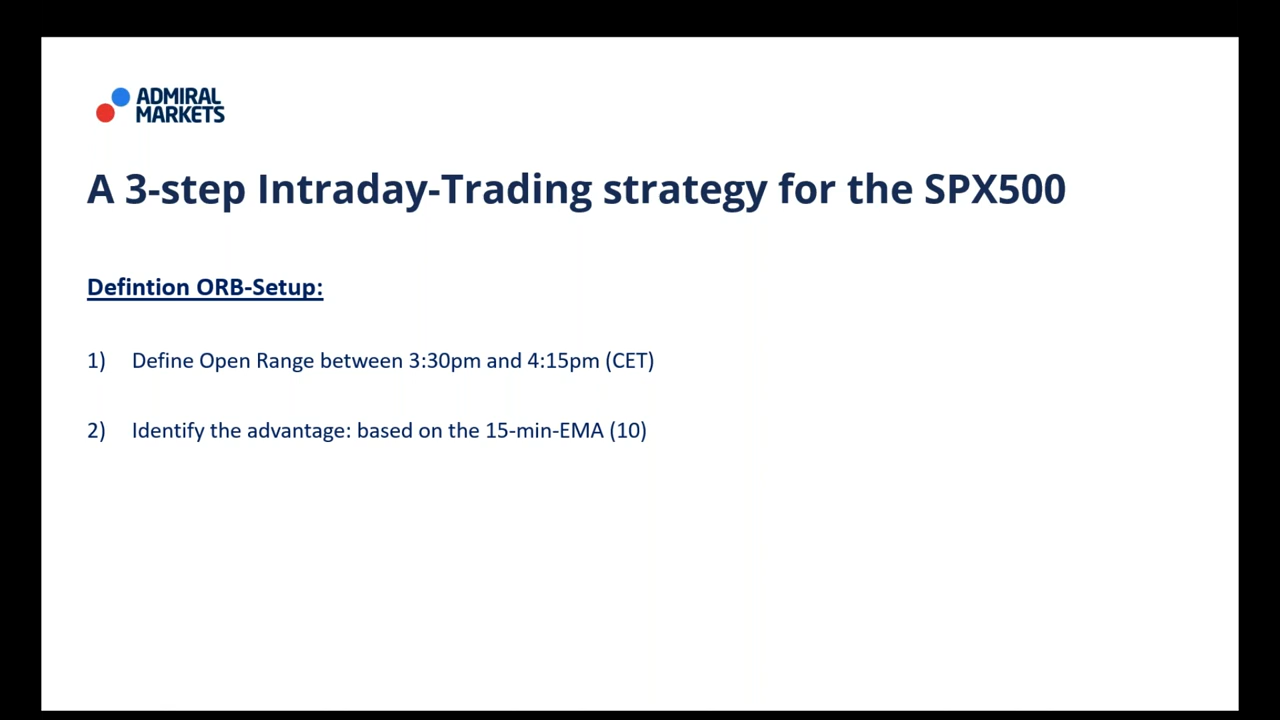 ADMIRAL
MARKETS
A 3-step Intraday-Trading strategy for the SPX500
Defintion ORB-Setup:
1) Define Open Range between 3:30pm and 4:15pm (CET)
2) Identify the advantage: based on the 15-min-EMA (10)